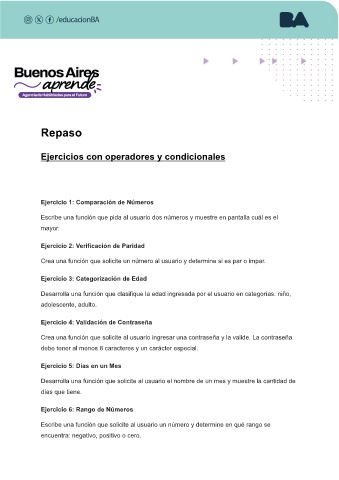 /educacionBA
BA
Buenos Aires
aprende
Agencia de Habilidades para el Futuro
Repaso
Ejercicios con operadores y condicionales
Ejercicio 1: Comparación de Números
Escribe una función que pida al usuario dos números y muestre en pantalla cuál es el
mayor.
Ejercicio 2: Verificación de Paridad
Crea una función que solicite un número al usuario y determine si es par o impar.
Ejercicio 3: Categorización de Edad
Desarrolla una función que clasifique la edad ingresada por el usuario en categorías: niño,
adolescente, adulto.
Ejercicio 4: Validación de Contraseña
Crea una función que solicite al usuario ingresar una contraseña y la valide. La contraseña
debe tener al menos 8 caracteres y un carácter especial.
Ejercicio 5: Días en un Mes
Desarrolla una función que solicite al usuario el nombre de un mes y muestre la cantidad de
días que tiene.
Ejercicio 6: Rango de Números
Escribe una función que solicite al usuario un número y determine en qué rango se
encuentra: negativo, positivo o cero.